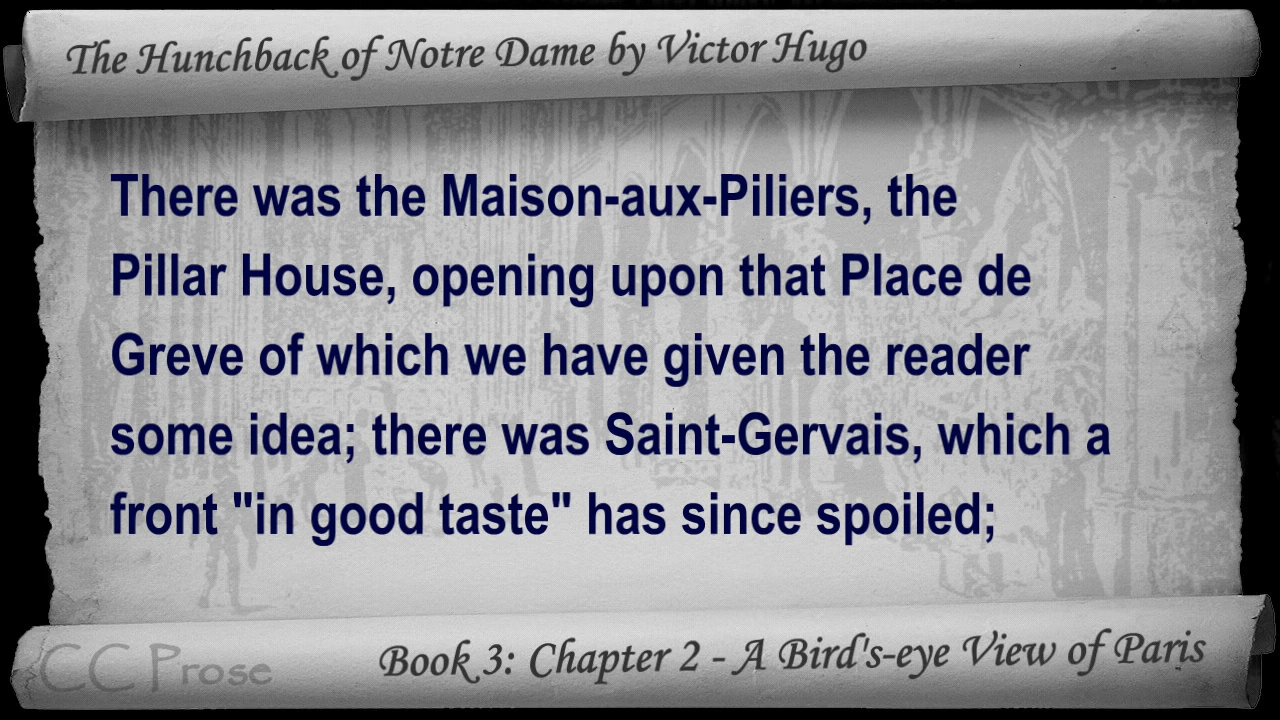 The Hunchback of Notre Dame by Victor Hugo
There was the Maison-aux-Piliers, the
Pillar House, opening upon that Place de
Greve of which we have given the reader
some idea; there was Saint-Gervais, which a
front "in good taste" has since spoiled;
CC Prose
Book 3: Chapter 2 - A Bird's-eye View of Paris